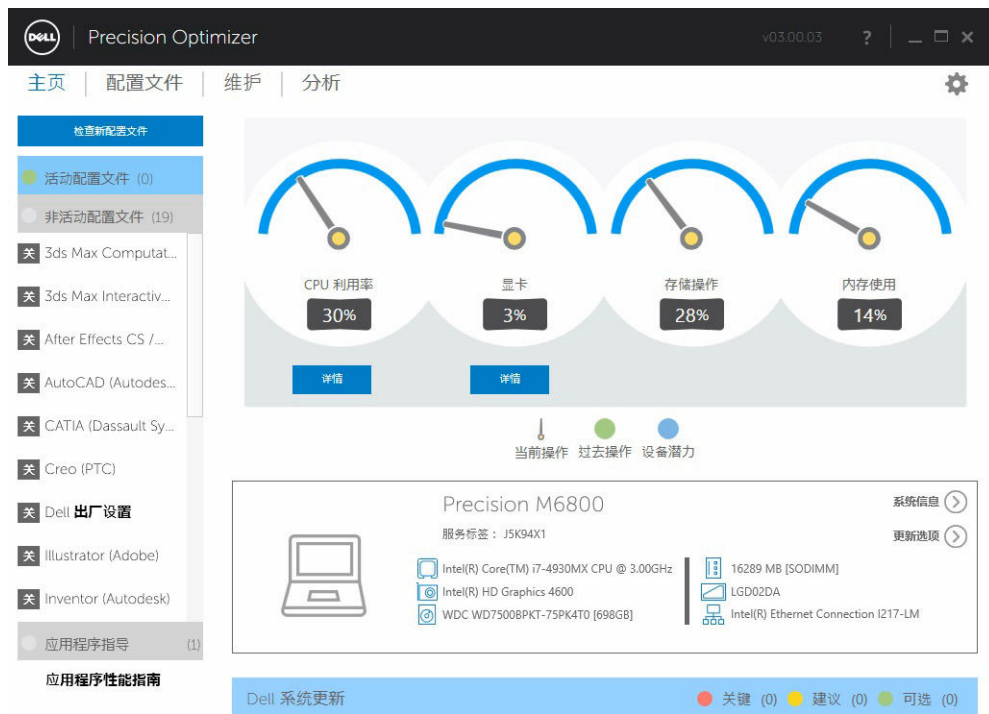 DELL Precision Optimizer v03.00.03 ?
主页 配置文件 维护 分析
检查新配置文件
活动配置文件 (0)
非活动配置文件 (19)
关 3ds Max Computat...
关 3ds Max Interactiv...
关 After Effects CS /...
关 AutoCAD (Autodes...
关 CATIA (Dassault Sy...
关 Creo (PTC)
关 Dell 出厂设置
关 Illustrator (Adobe)
关 Inventor (Autodesk)
应用程序指导 (1)
应用程序性能指南
CPU 利用率 显卡 存储操作 内存使用
30% 3% 28% 14%
详情 详情
当前操作 过去操作 设备潜力
Precision M6800
服务标签： J5K94X1
Intel(R) Core(TM) i7-4930MX CPU @ 3.00GHz
Intel(R) HD Graphics 4600
WDC WD7500BPKT-75PK4T0 [698GB]
16289 MB [SODIMM]
LGD02DA
Intel(R) Ethernet Connection I217-LM
系统信息
更新选项
Dell 系统更新 关键 (0) 建议 (0) 可选 (0)